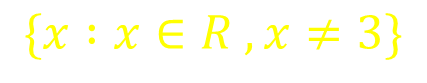 {x : x ∈ R , x ≠ 3}